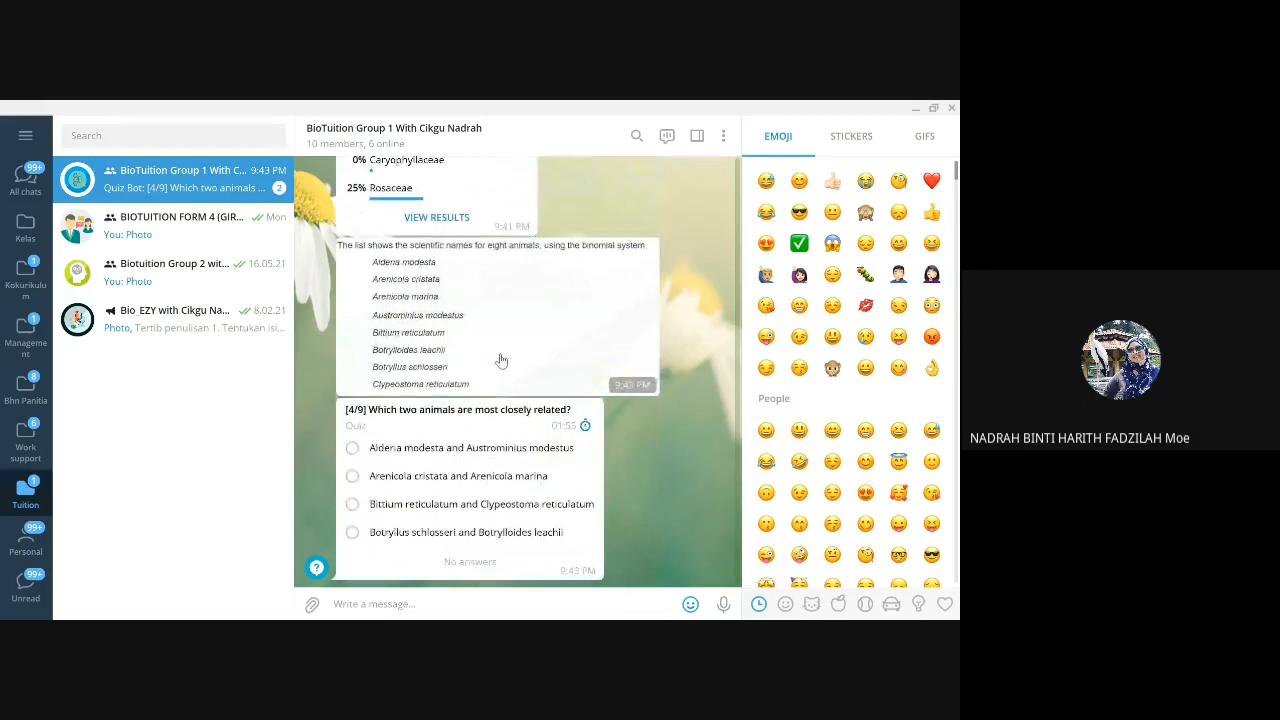 Search
BioTuition Group 1 With Cikgu Nadrah
10 members, 6 online
EMOJI
STICKERS
GIFS
99+
All chats
Kelas
1
Kokurikulu
m
1
Manageme
nt
8
Bhn Panitia
6
Work
support
1
Tuition
99+
Personal
99+
Unread
BioTuition Group 1 With C... 9:43 PM
Quiz Bot: [4/9] Which two animals ... 2
BIOTUITION FORM 4 (GIR... Mon
You: Photo
Biotuition Group 2 wit... 16.05.21
You: Photo
Bio_EZY with Cikgu Na... 8.02.21
Photo, Tertib penulisan 1. Tentukan isi...
0% Caryophyllaceae
25% Rosaceae
VIEW RESULTS
9:41 PM
The list shows the scientific names for eight animals, using the binomial system.
Alderia modesta
Arenicola cristata
Arenicola marina
Austrominius modestus
Bittium reticulatum
Botrylloides leachii
Botryllus schlosseri
Clypeostoma reticulatum
9:43 PM
[4/9] Which two animals are most closely related?
Quiz 01:55
Alderia modesta and Austrominius modestus
Arenicola cristata and Arenicola marina
Bittium reticulatum and Clypeostoma reticulatum
Botryllus schlosseri and Botrylloides leachii
No answers
9:43 PM
Write a message...
People
NADRAH BINTI HARITH FADZILAH Moe